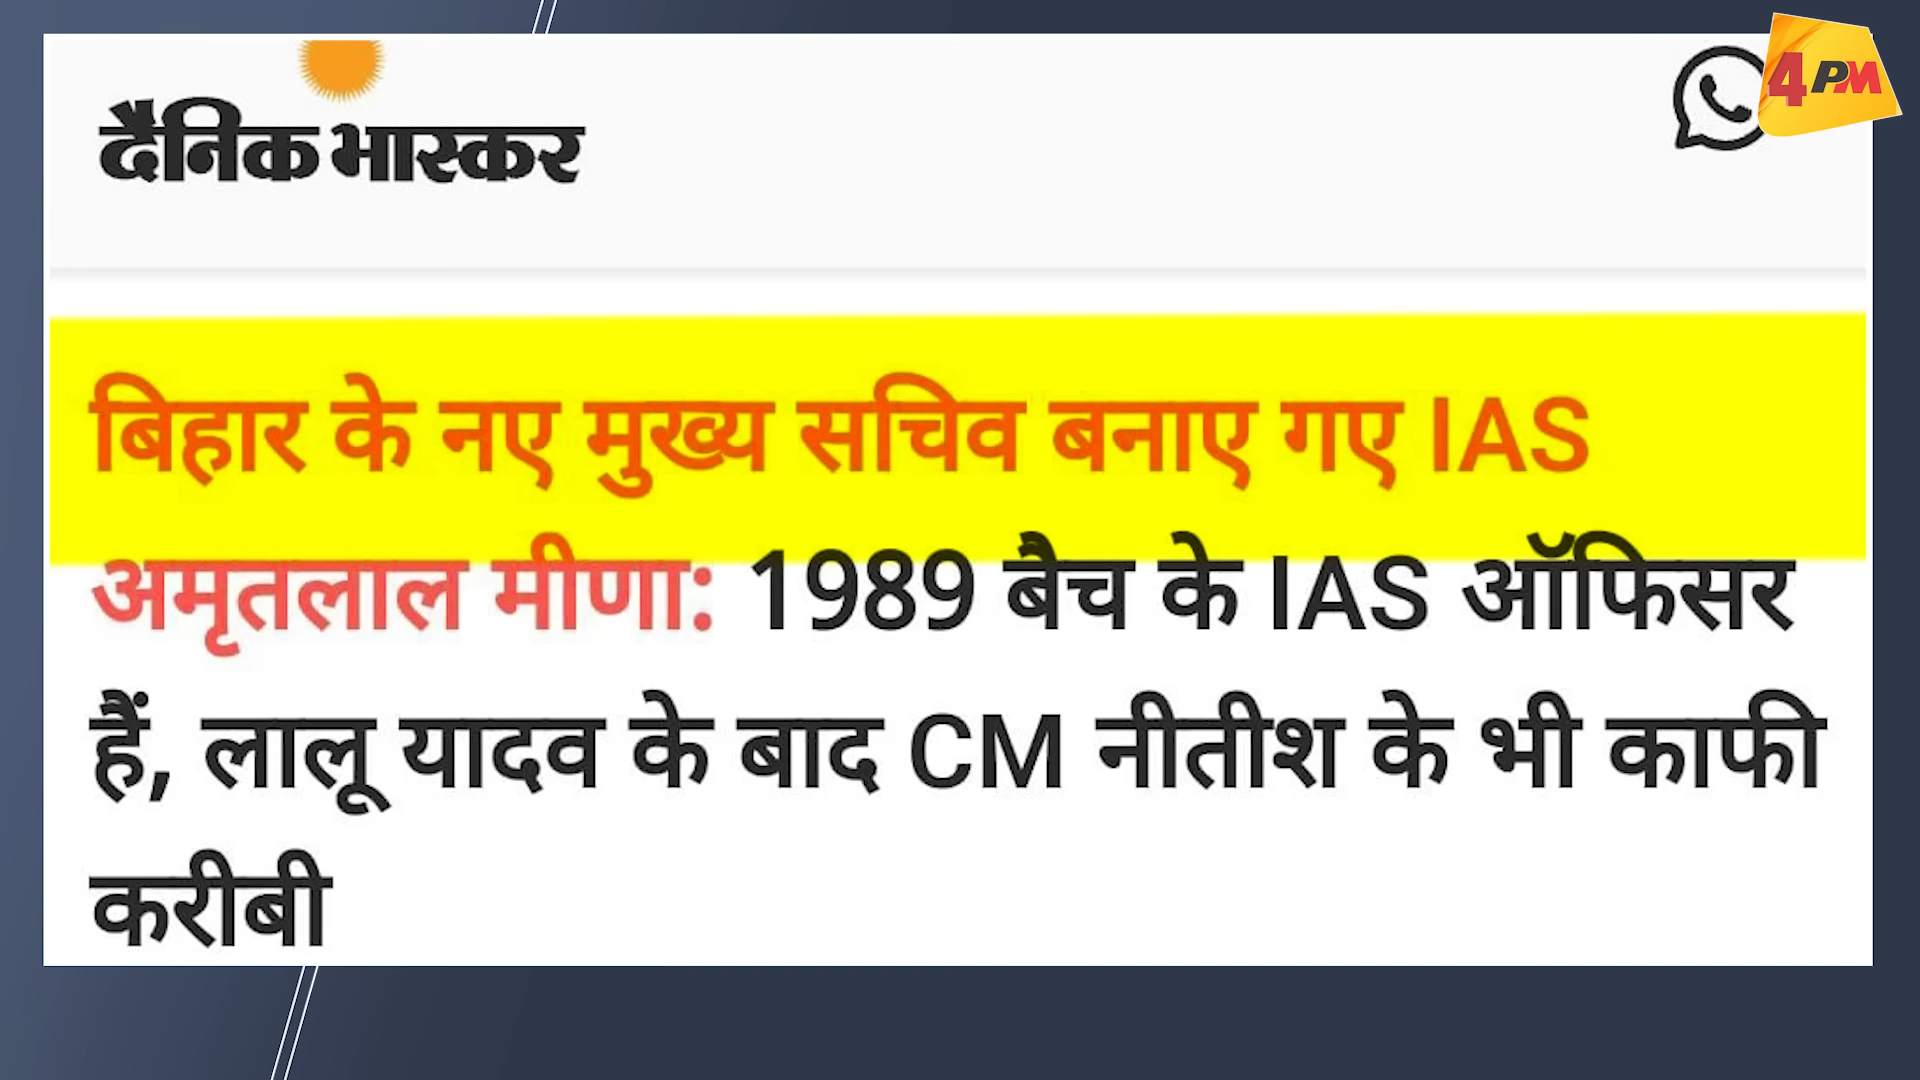 दैनिक भास्कर
4PM
बिहार के नए मुख्य सचिव बनाए गए IAS
अमृतलाल मीणा: 1989 बैच के IAS ऑफिसर
हैं, लालू यादव के बाद CM नीतीश के भी काफी
करीबी